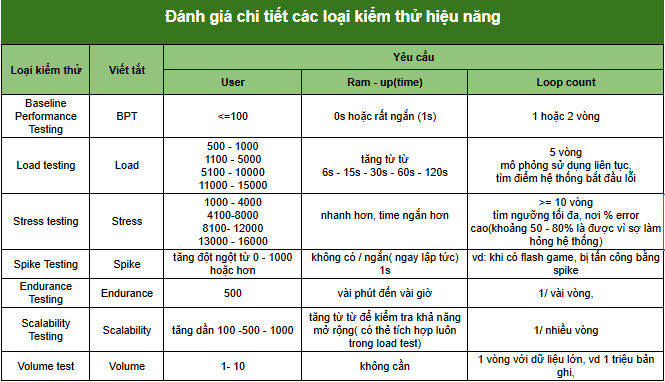 Đánh giá chi tiết các loại kiểm thử hiệu năng
Loại kiểm thử
Viết tắt
Yêu cầu
User
Ram - up(time)
Loop count
Baseline
Performance
Testing
BPT
<=100
0s hoặc rất ngắn (1s)
1 hoặc 2 vòng
Load testing
Load
500 - 1000
1100 - 5000
5100 - 10000
11000 - 15000
tăng từ từ
6s - 15s - 30s - 60s - 120s
5 vòng
mô phỏng sử dụng liên tục,
tìm điểm hệ thống bắt đầu lỗi
Stress testing
Stress
1000 - 4000
4100-8000
8100- 12000
13000 - 16000
nhanh hơn, time ngắn hơn
>= 10 vòng
tìm ngưỡng tối đa, nơi % error
cao(khoảng 50 - 80% là được vì sợ làm
hỏng hệ thống)
Spike Testing
Spike
tăng đột ngột từ 0 - 1000
hoặc hơn
không có / ngắn( ngay lập tức)
1s
vd: khi có flash game, bị tấn công bằng
spike
Endurance
Testing
Endurance
500
vài phút đến vài giờ
1/ vài vòng,
Scalability
Testing
Scalability
tăng dần 100 -500 - 1000
tăng từ từ để kiểm tra khả năng
mở rộng( có thể tích hợp luôn
trong load test)
1/ nhiều vòng
Volume test
Volume
1- 10
không cần
1 vòng với dữ liệu lớn, vd 1 triệu bản
ghi,